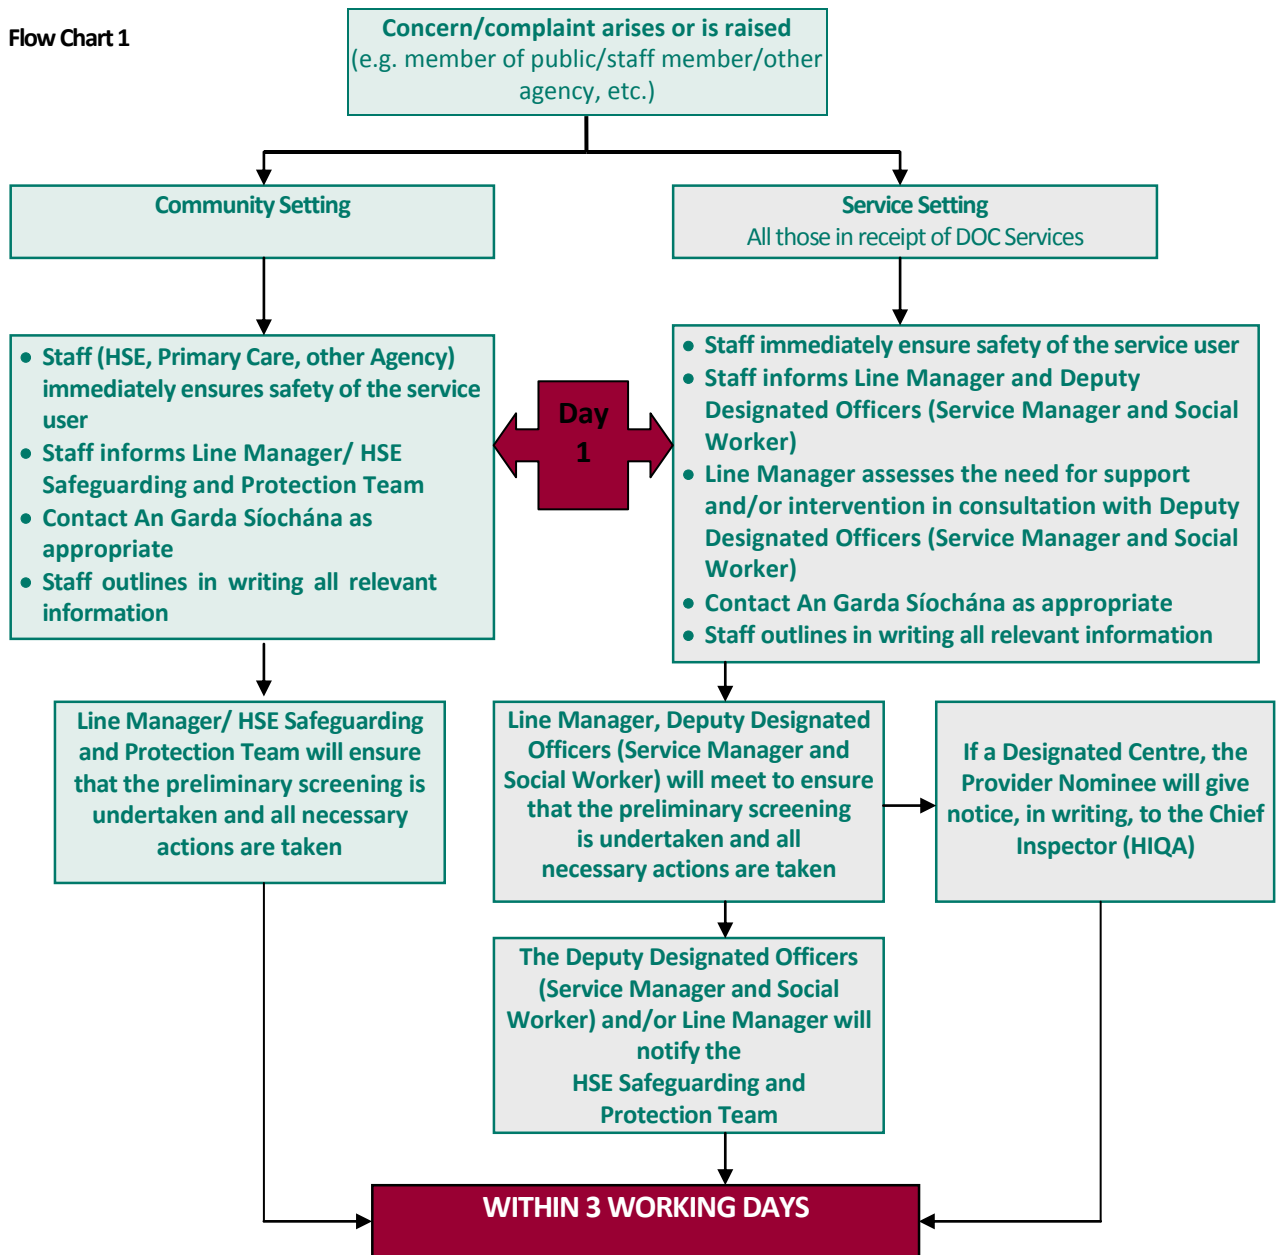 Flow Chart 1
Concern/complaint arises or is raised
(e.g. member of public/staff member/other
agency, etc.)
Community Setting
Service Setting
All those in receipt of DOC Services
• Staff (HSE, Primary Care, other Agency)
immediately ensures safety of the service
user
• Staff informs Line Manager/ HSE
Safeguarding and Protection Team
• Contact An Garda Síochána as
appropriate
• Staff outlines in writing all relevant
information
Day
1
• Staff immediately ensure safety of the service user
• Staff informs Line Manager and Deputy
Designated Officers (Service Manager and Social
Worker)
• Line Manager assesses the need for support
and/or intervention in consultation with Deputy
Designated Officers (Service Manager and Social
Worker)
• Contact An Garda Síochána as appropriate
• Staff outlines in writing all relevant information
Line Manager/ HSE Safeguarding
and Protection Team will ensure
that the preliminary screening is
undertaken and all necessary
actions are taken
Line Manager, Deputy Designated
Officers (Service Manager and
Social Worker) will meet to ensure
that the preliminary screening
is undertaken and all
necessary actions are taken
If a Designated Centre, the
Provider Nominee will give
notice, in writing, to the Chief
Inspector (HIQA)
The Deputy Designated Officers
(Service Manager and Social
Worker) and/or Line Manager will
notify the
HSE Safeguarding and
Protection Team
WITHIN 3 WORKING DAYS